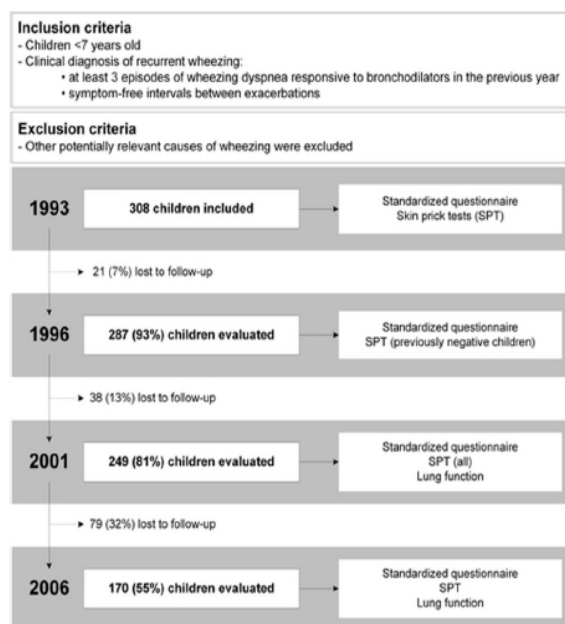 Inclusion criteria
- Children <7 years old
- Clinical diagnosis of recurrent wheezing:
• at least 3 episodes of wheezing dyspnea responsive to bronchodilators in the previous year
• symptom-free intervals between exacerbations
Exclusion criteria
- Other potentially relevant causes of wheezing were excluded
1993
308 children included
Standardized questionnaire
Skin prick tests (SPT)
21 (7%) lost to follow-up
1996
287 (93%) children evaluated
Standardized questionnaire
SPT (previously negative children)
38 (13%) lost to follow-up
2001
249 (81%) children evaluated
Standardized questionnaire
SPT (all)
Lung function
79 (32%) lost to follow-up
2006
170 (55%) children evaluated
Standardized questionnaire
SPT
Lung function